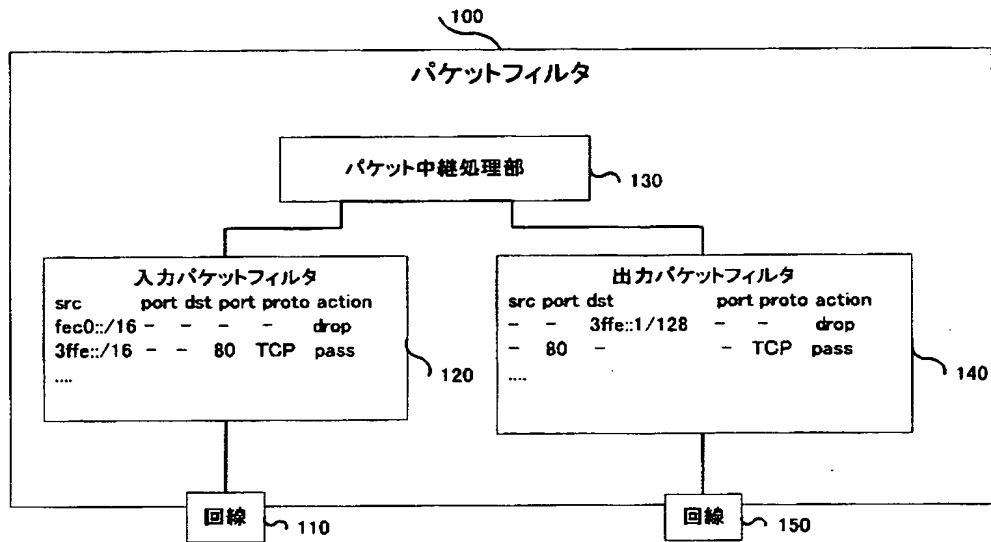 100
パケットフィルタ
パケット中継処理部
130
入力パケットフィルタ
src port dst port proto action
fec0::/16 - - - - drop
3ffe::/16 - - 80 TCP pass
....
120
出力パケットフィルタ
src port dst port proto action
- - 3ffe::1/128 - - drop
- 80 - - TCP pass
....
140
回線
110
回線
150